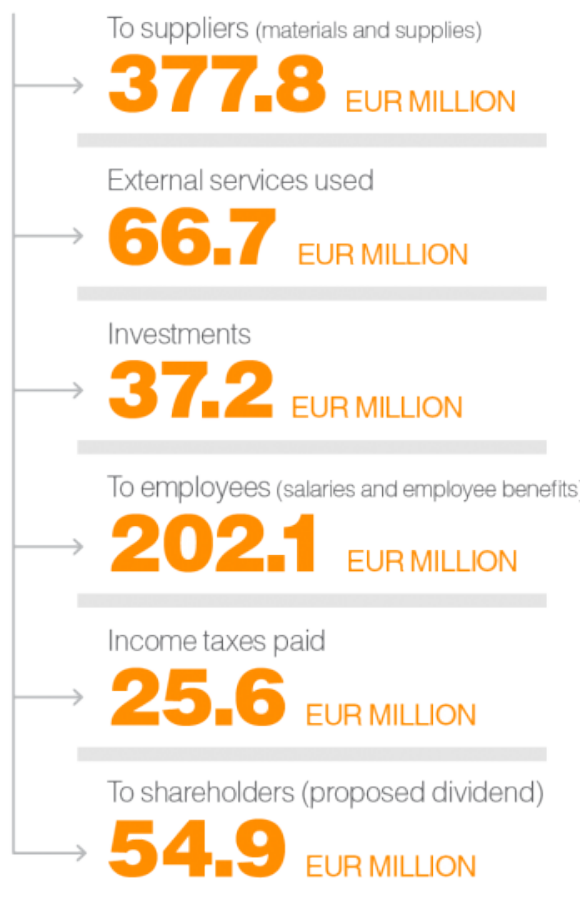 To suppliers (materials and supplies)
377.8 EUR MILLION
External services used
66.7 EUR MILLION
Investments
37.2 EUR MILLION
To employees (salaries and employee benefits)
202.1 EUR MILLION
Income taxes paid
25.6 EUR MILLION
To shareholders (proposed dividend)
54.9 EUR MILLION